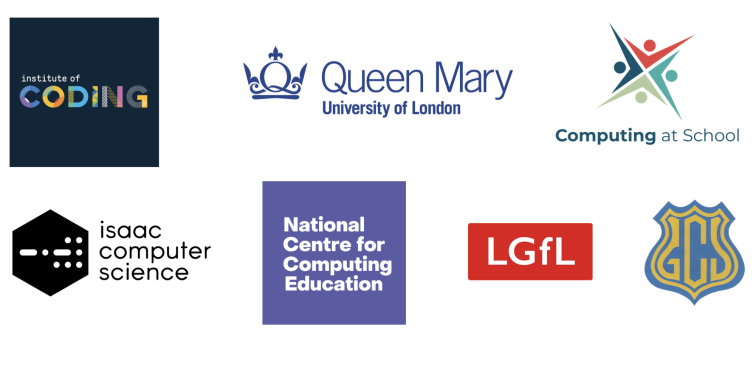 institute of
CODING
Queen Mary
University of London
Computing at School
isaac
computer
science
National
Centre for
Computing
Education
LGfL
GCS